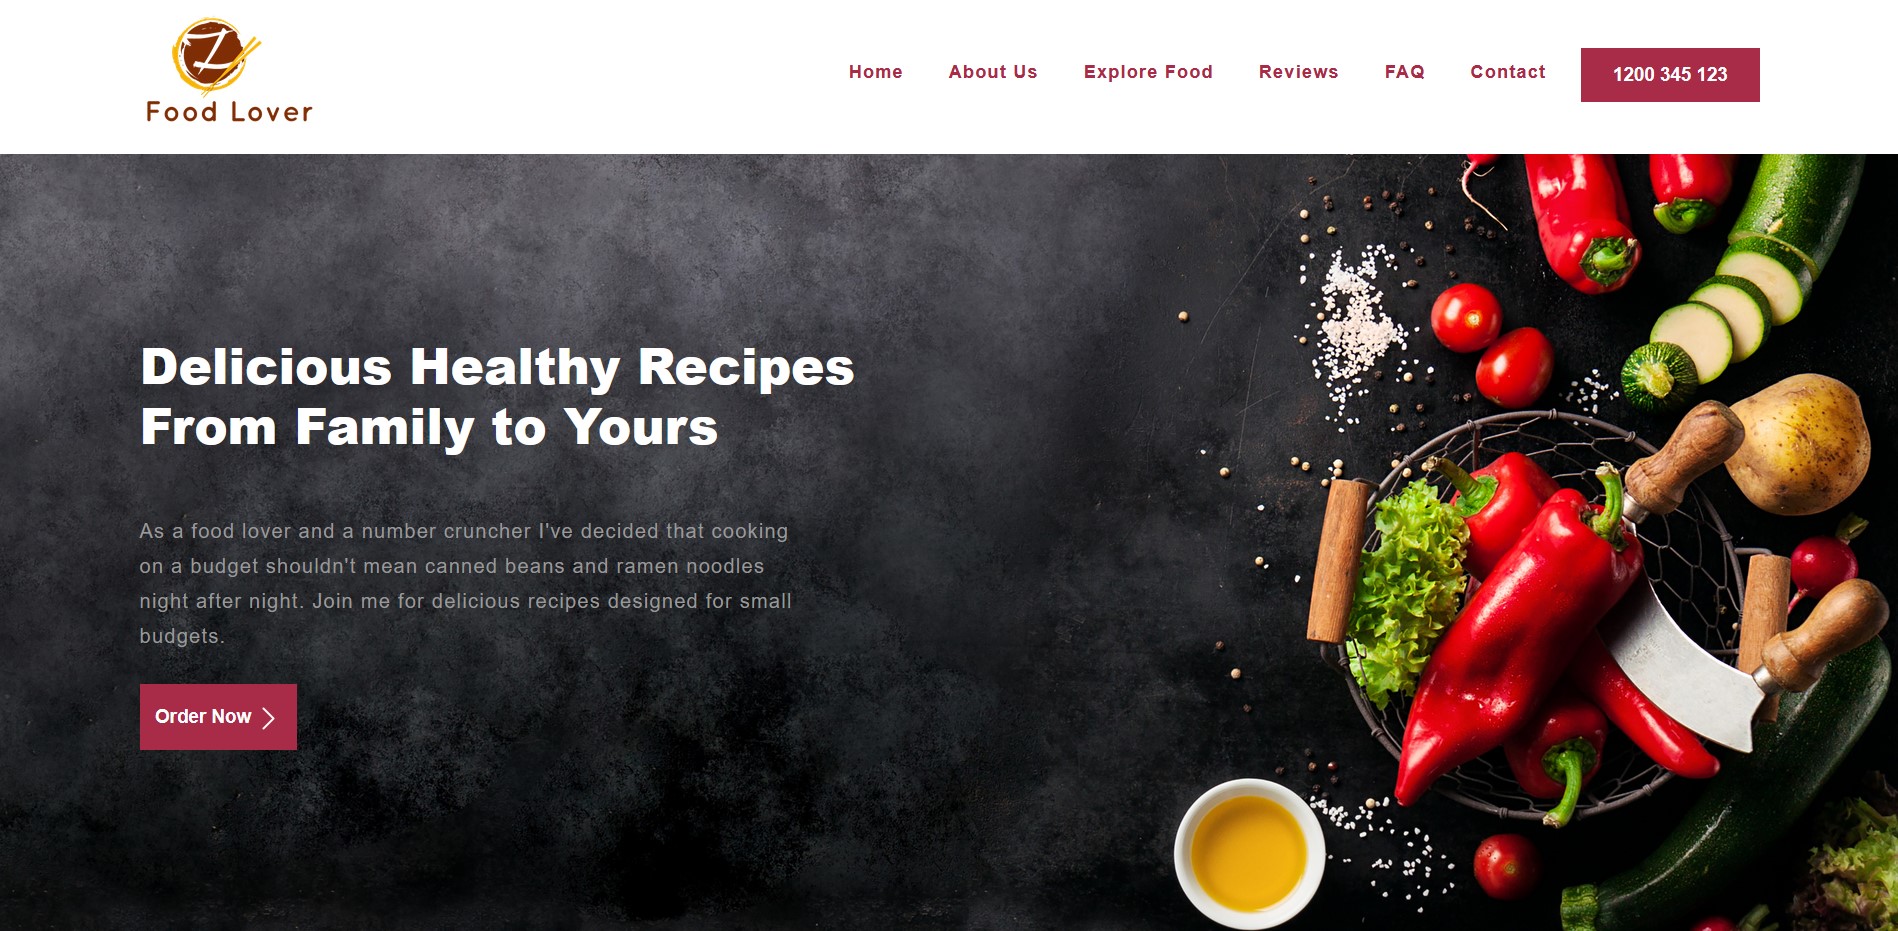 Food Lover
Home About Us Explore Food Reviews FAQ Contact 1200 345 123
Delicious Healthy Recipes
From Family to Yours
As a food lover and a number cruncher I've decided that cooking
on a budget shouldn't mean canned beans and ramen noodles
night after night. Join me for delicious recipes designed for small
budgets.
Order Now